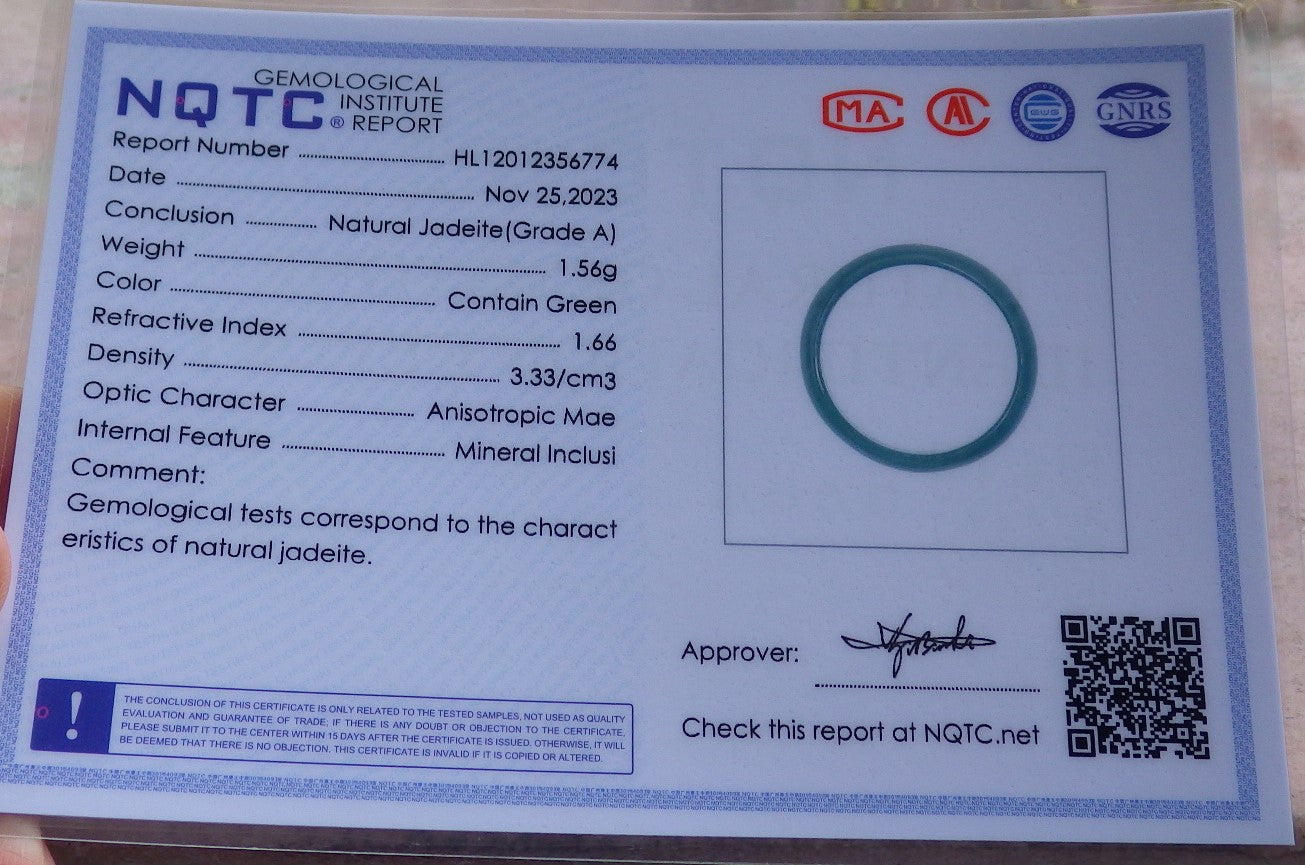 NQTC® GEMOLOGICAL
INSTITUTE
REPORT
Report Number HL12012356774
Date Nov 25,2023
Conclusion Natural Jadeite(Grade A)
Weight 1.56g
Color Contain Green
Refractive Index 1.66
Density 3.33/cm3
Optic Character Anisotropic Mae
Internal Feature Mineral Inclusi
Comment:
Gemological tests correspond to the charact
eristics of natural jadeite.
! THE CONCLUSION OF THIS CERTIFICATE IS ONLY RELATED TO THE TESTED SAMPLES, NOT USED AS QUALITY
EVALUATION AND GUARANTEE OF TRADE, IF THERE IS ANY DOUBT OR OBJECTION TO THE CERTIFICATE,
PLEASE SUBMIT IT TO THE CENTER WITHIN 15 DAYS AFTER THE CERTIFICATE IS ISSUED. OTHERWISE, IT WILL
BE DEEMED THAT THERE IS NO OBJECTION. THIS CERTIFICATE IS INVALID IF IT IS COPIED OR ALTERED.
MA
GNRS
Approver:
Check this report at NQTC.net